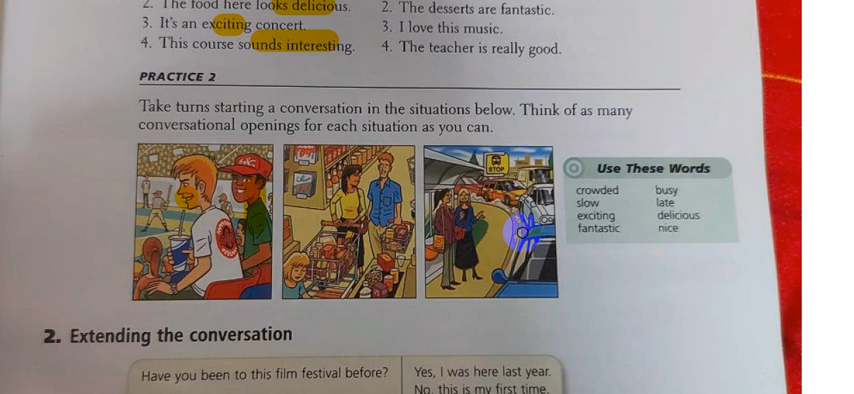 2. The food here looks delicious. 2. The desserts are fantastic.
3. It's an exciting concert. 3. I love this music.
4. This course sounds interesting. 4. The teacher is really good.
PRACTICE 2
Take turns starting a conversation in the situations below. Think of as many
conversational openings for each situation as you can.
STOP
Use These Words
crowded busy
slow late
exciting delicious
fantastic nice
2. Extending the conversation
Have you been to this film festival before? Yes, I was here last year.
No, this is my first time.